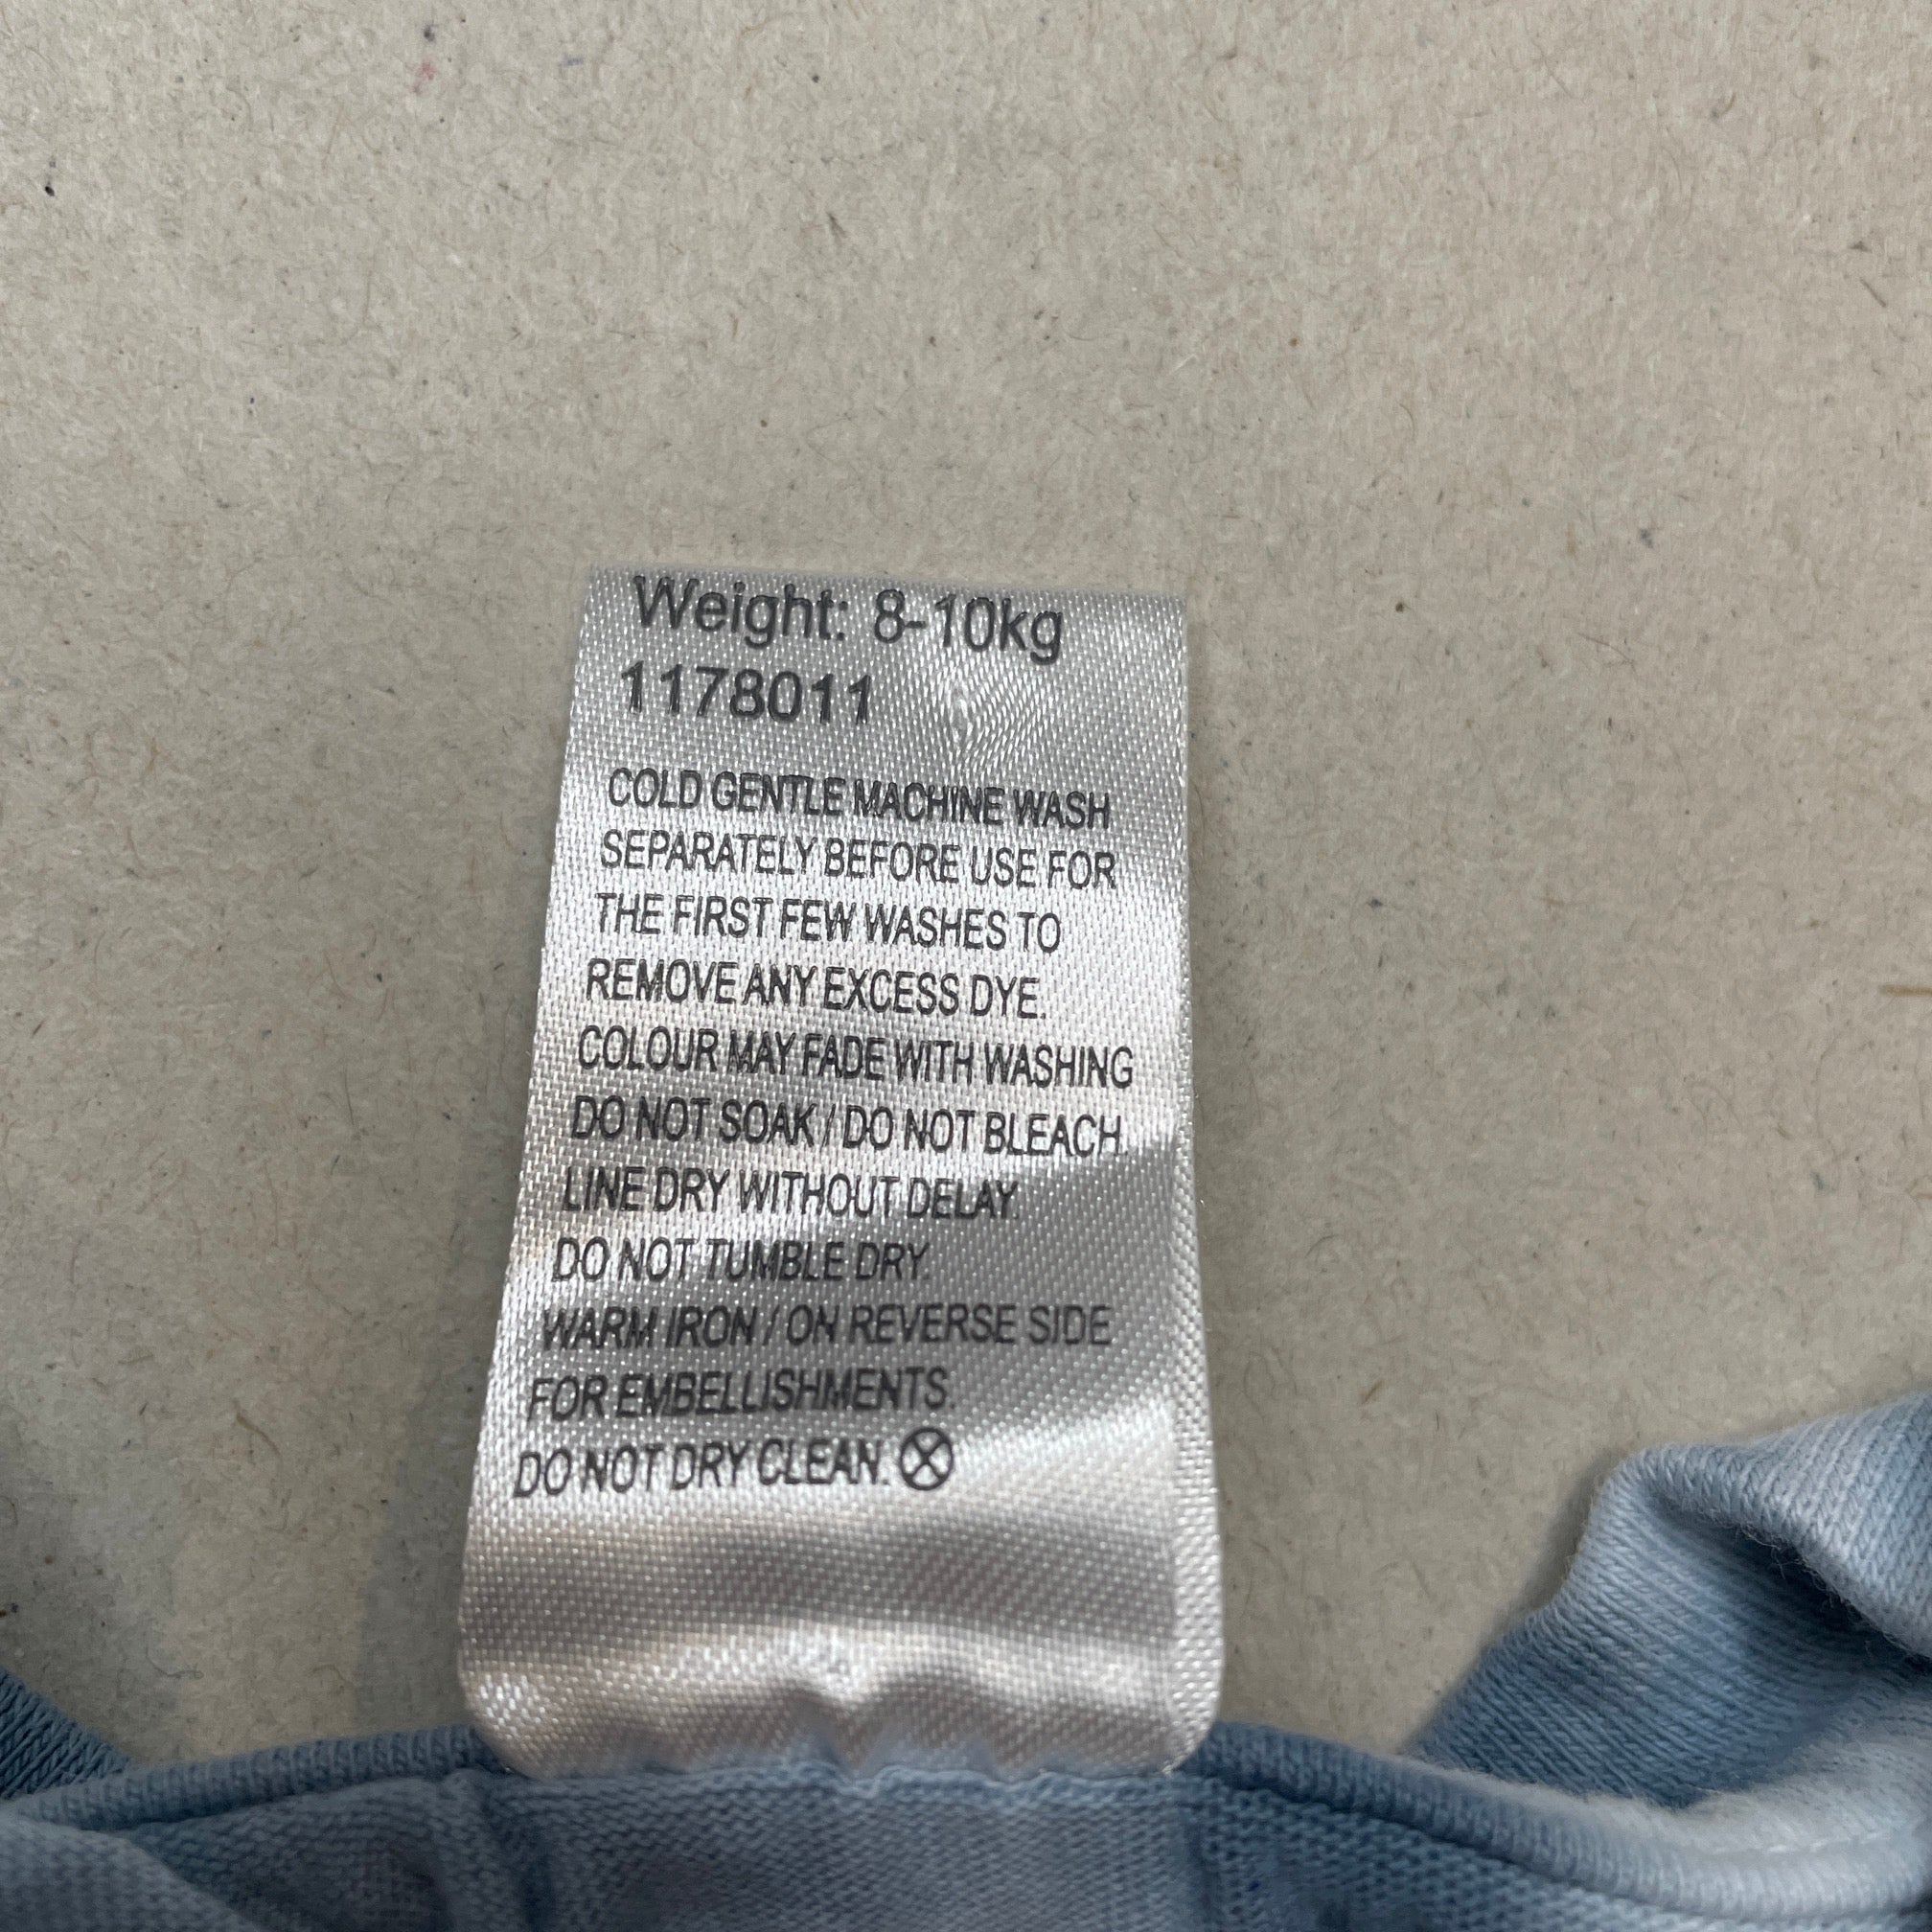 Weight: 8-10kg
1178011
COLD GENTLE MACHINE WASH
SEPARATELY BEFORE USE FOR
THE FIRST FEW WASHES TO
REMOVE ANY EXCESS DYE.
COLOUR MAY FADE WITH WASHING
DO NOT SOAK / DO NOT BLEACH.
LINE DRY WITHOUT DELAY.
DO NOT TUMBLE DRY.
WARM IRON / ON REVERSE SIDE
FOR EMBELLISHMENTS.
DO NOT DRY CLEAN.